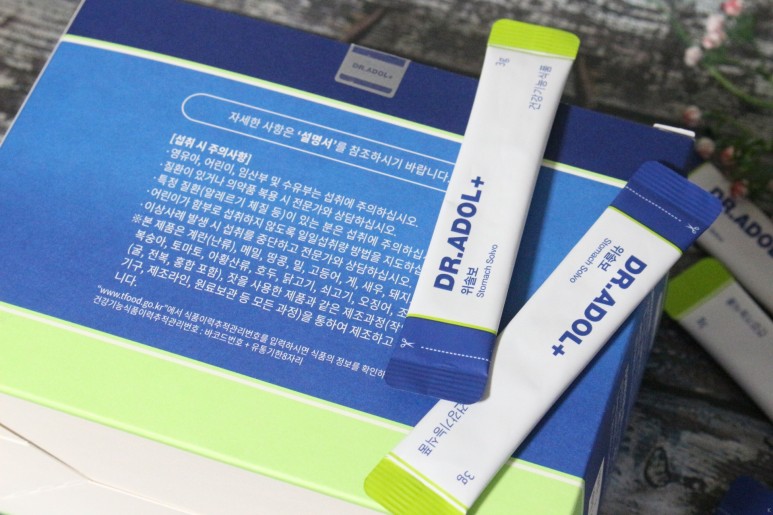 DR.ADOL+
자세한 사항은 '설명서'를 참조하시기 바랍니다.
[섭취 시 주의사항]
·영유아, 어린이, 임산부 및 수유부는 섭취에 주의하십시오.
·질환이 있거나 의약품 복용 시 전문가와 상담하십시오.
·특정 질환(알레르기 체질 등)이 있는 분은 섭취에 주의하십시오.
·어린이가 함부로 섭취하지 않도록 일일섭취량 방법을 지도하십
·이상사례 발생 시 섭취를 중단하고 전문가와 상담하십시오.
※본 제품은 계란(난류), 메밀, 땅콩, 밀, 고등어, 게, 새우, 돼지
복숭아, 토마토, 아황산류, 호두, 닭고기, 쇠고기, 오징어, 조
(굴, 전복, 홍합 포함), 잣을 사용한 제품과 같은 제조과정(작
기구, 제조라인, 원료보관 등 모든 과정)을 통하여 제조하고
니다.
"www.tfood.go.kr"에서 식품이력추적관리번호를 입력하시면 식품의 정보를 확인하
건강기능식품이력추적관리번호 : 바코드번호 + 유통기한8자리
3g
건강기능식품
DR.ADOL+
위솔보
Stomach Solvo
DR.ADOL+
위솔보
Stomach Solvo
건강기능식품
3g
DR.ADOL